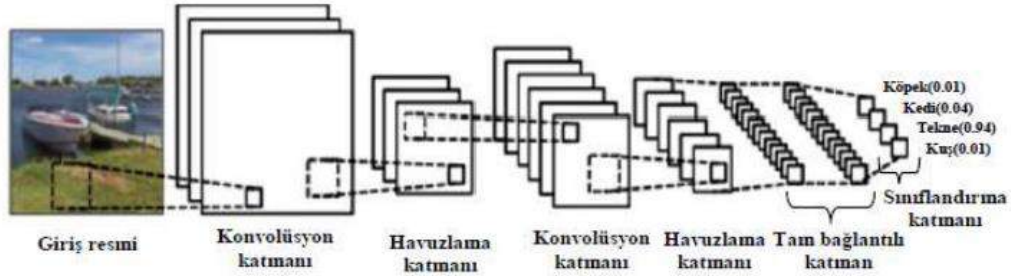 Köpek(0.01)
Kedi(0.04)
Tekne(0.94)
Kuş(0.01)
Sınıflandırma
katmanı
Giriş resmi
Konvolüsyon
katmanı
Havuzlama
katmanı
Konvolüsyon
katmanı
Havuzlama
katmanı
Tam bağlantılı
katman